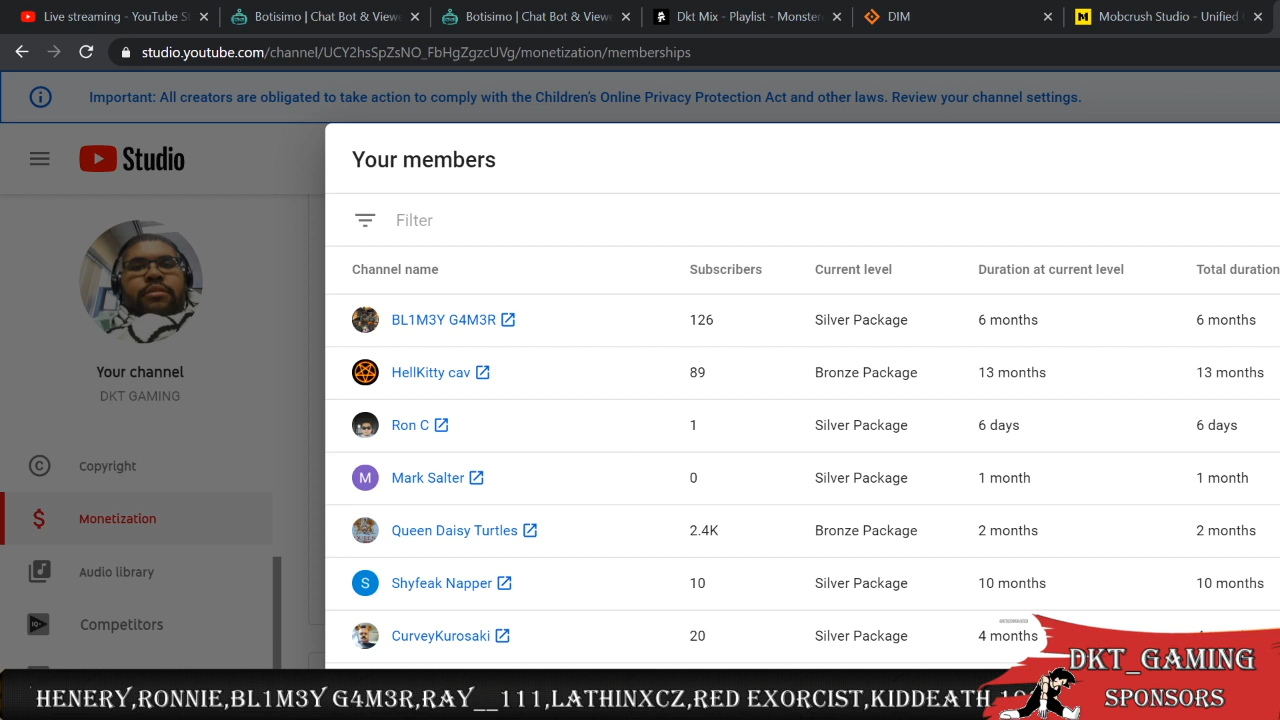 Live streaming - YouTube St
Botisimo | Chat Bot & Viewe
Botisimo | Chat Bot & Viewe
Dkt Mix - Playlist - Monster
DIM
Mobcrush Studio - Unified
studio.youtube.com/channel/UCY2hsSpZsNO_FbHgZgzcUVg/monetization/memberships
Important: All creators are obligated to take action to comply with the Children's Online Privacy Protection Act and other laws. Review your channel settings.
Studio
Your channel
DKT GAMING
Copyright
Monetization
Audio library
Competitors
Your members
Filter
Channel name Subscribers Current level Duration at current level Total duration
BL1M3Y G4M3R 126 Silver Package 6 months 6 months
HellKitty cav 89 Bronze Package 13 months 13 months
Ron C 1 Silver Package 6 days 6 days
M Mark Salter 0 Silver Package 1 month 1 month
Queen Daisy Turtles 2.4K Bronze Package 2 months 2 months
S Shyfeak Napper 10 Silver Package 10 months 10 months
CurveyKurosaki 20 Silver Package 4 months
HENERY,RONNIE,BL1M3Y G4M3R,RAY__111,LATHINXCZ,RED EXORCIST,KIDDEATH
DKT_GAMING
SPONSORS